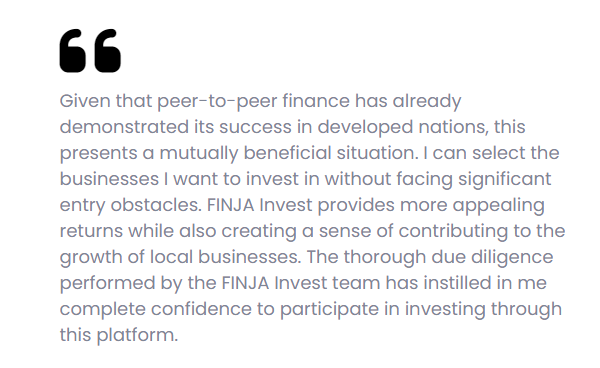 “
Given that peer-to-peer finance has already
demonstrated its success in developed nations, this
presents a mutually beneficial situation. I can select the
businesses I want to invest in without facing significant
entry obstacles. FINJA Invest provides more appealing
returns while also creating a sense of contributing to the
growth of local businesses. The thorough due diligence
performed by the FINJA Invest team has instilled in me
complete confidence to participate in investing through
this platform.